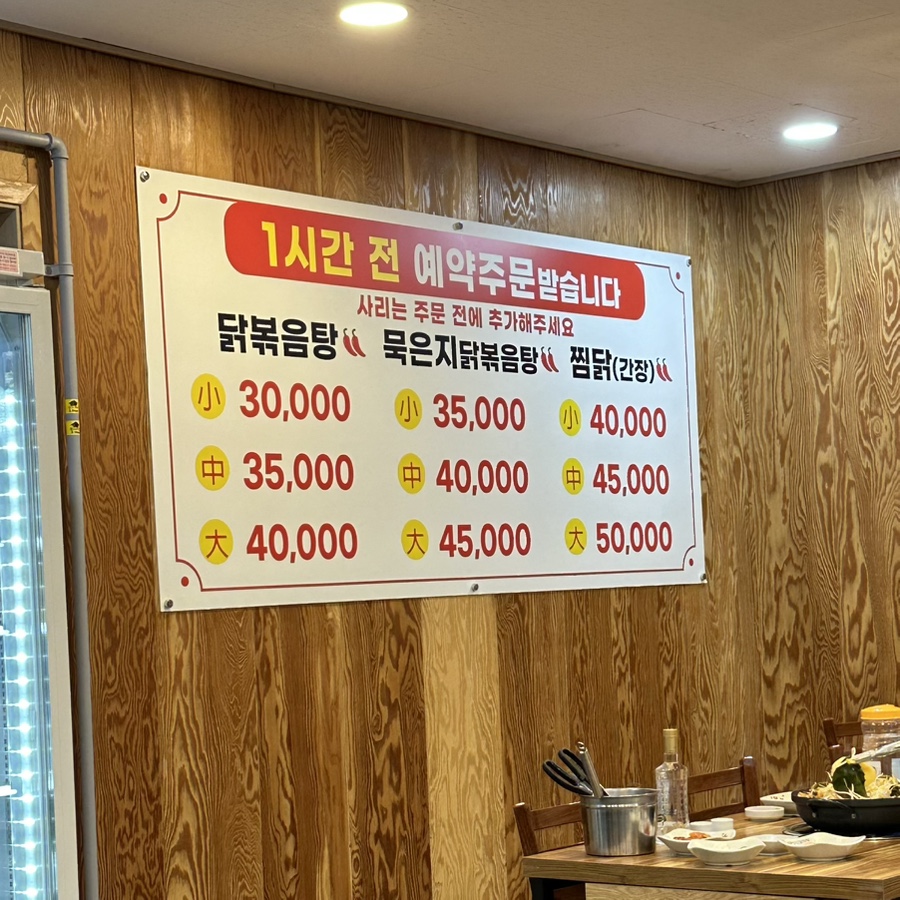 1시간 전 예약주문받습니다
사리는 주문 전에 추가해주세요
닭볶음탕 묵은지닭볶음탕 찜닭(간장)
小 30,000 小 35,000 小 40,000
中 35,000 中 40,000 中 45,000
大 40,000 大 45,000 大 50,000